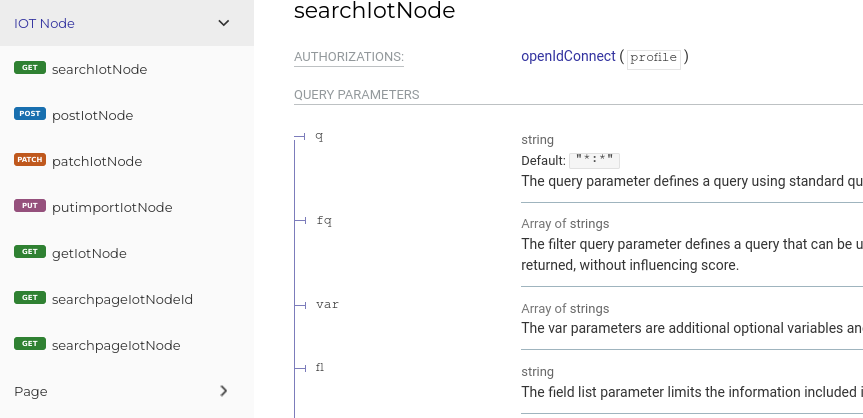 IOT Node
GET searchIotNode
POST postIotNode
PATCH patchIotNode
PUT putimportIotNode
GET getIotNode
GET searchpageIotNodeId
GET searchpageIotNode
Page
searchIotNode
AUTHORIZATIONS: openIdConnect ( profile )
QUERY PARAMETERS
q string
Default: "*:*"
The query parameter defines a query using standard qu
fq Array of strings
The filter query parameter defines a query that can be u
returned, without influencing score.
var Array of strings
The var parameters are additional optional variables an
fl string
The field list parameter limits the information included i